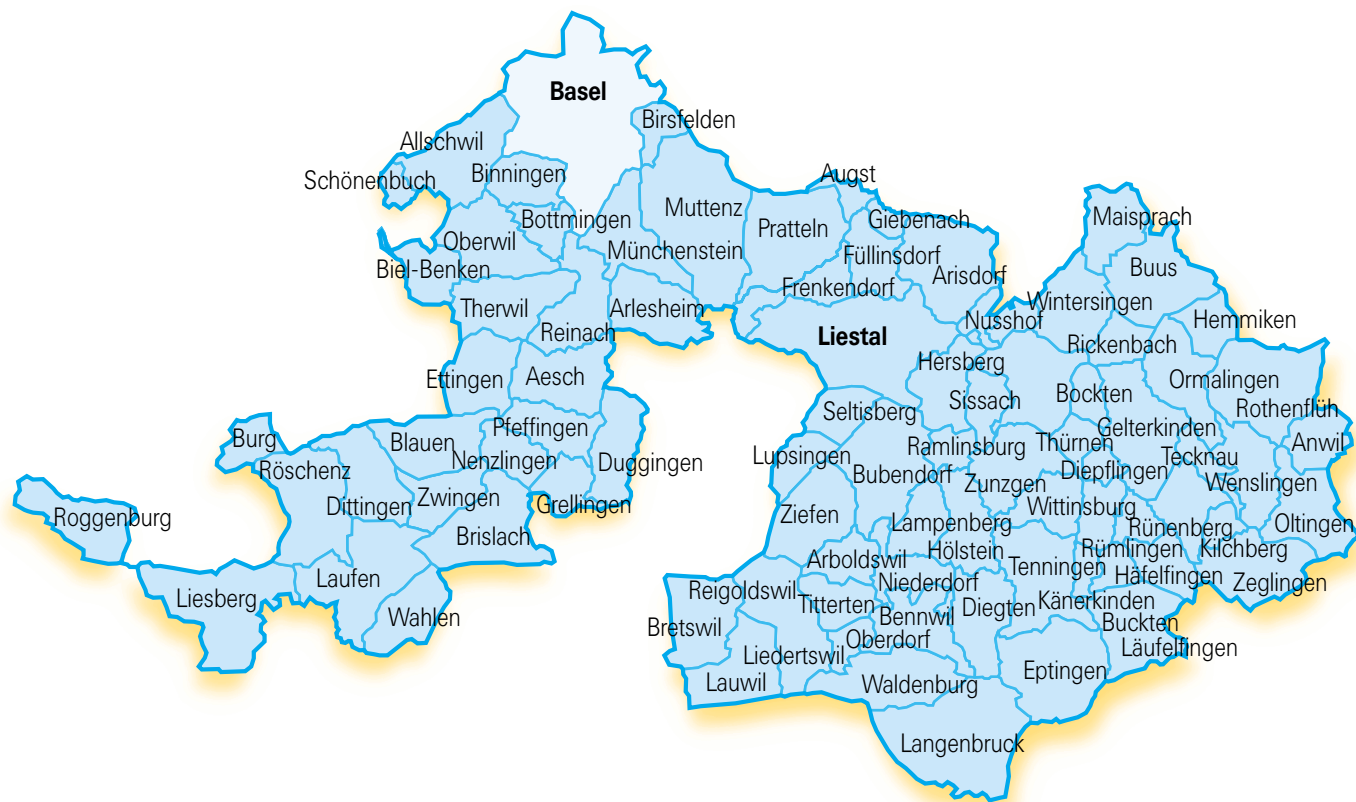 Basel
Birsfelden
Allschwil
Schönenbuch
Binningen
Augst
Muttenz
Bottmingen
Pratteln
Giebenach
Maisprach
Oberwil
Münchenstein
Füllinsdorf
Biel-Benken
Arisdorf
Buus
Frenkendorf
Therwil
Arlesheim
Wintersingen
Reinach
Liestal
Nusshof
Hemmiken
Rickenbach
Hersberg
Ettingen
Aesch
Ormalingen
Bockten
Sissach
Seltisberg
Rothenflüh
Pfeffingen
Gelterkinden
Burg
Blauen
Ramlinsburg
Thürnen
Anwil
Nenzlingen
Duggingen
Lupsingen
Tecknau
Röschenz
Bubendorf
Diepflingen
Zunzgen
Wenslingen
Dittingen
Zwingen
Grellingen
Wittinsburg
Roggenburg
Ziefen
Lampenberg
Rünenberg
Oltingen
Brislach
Hölstein
Rümlingen
Kilchberg
Arboldswil
Tenningen
Laufen
Niederdorf
Häfelfingen
Zeglingen
Reigoldswil
Liesberg
Titterten
Diegten
Känerkinden
Wahlen
Bennwil
Bretswil
Buckten
Oberdorf
Läufelfingen
Liedertswil
Eptingen
Lauwil
Waldenburg
Langenbruck